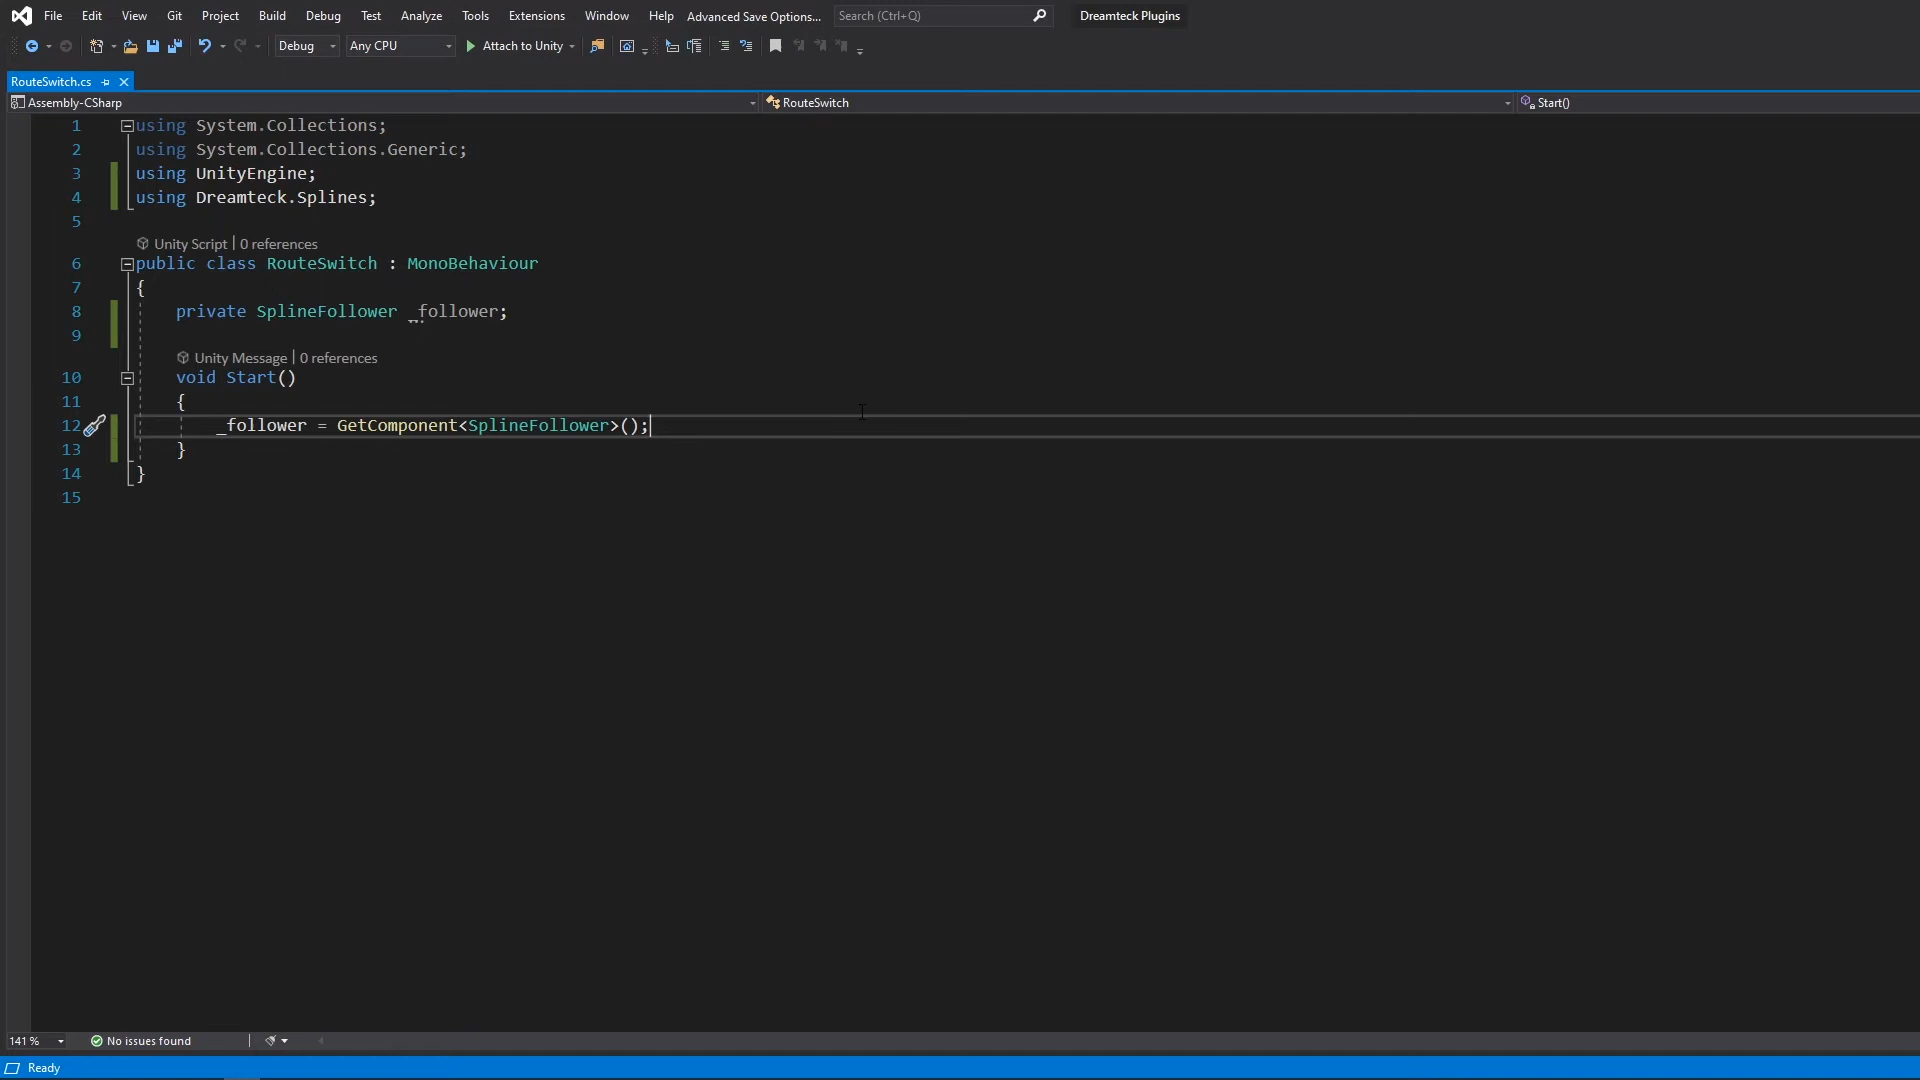 File Edit View Git Project Build Debug Test Analyze Tools Extensions Window Help Advanced Save Options... Search (Ctrl+Q) Dreamteck Plugins
Debug Any CPU Attach to Unity
RouteSwitch.cs
Assembly-CSharp RouteSwitch Start()
1 using System.Collections;
2 using System.Collections.Generic;
3 using UnityEngine;
4 using Dreamteck.Splines;
5
Unity Script | 0 references
6 public class RouteSwitch : MonoBehaviour
7 {
8 private SplineFollower _follower;
9
Unity Message | 0 references
10 void Start()
11 {
12 _follower = GetComponent<SplineFollower>();
13 }
14 }
15
141 % No issues found
Ready